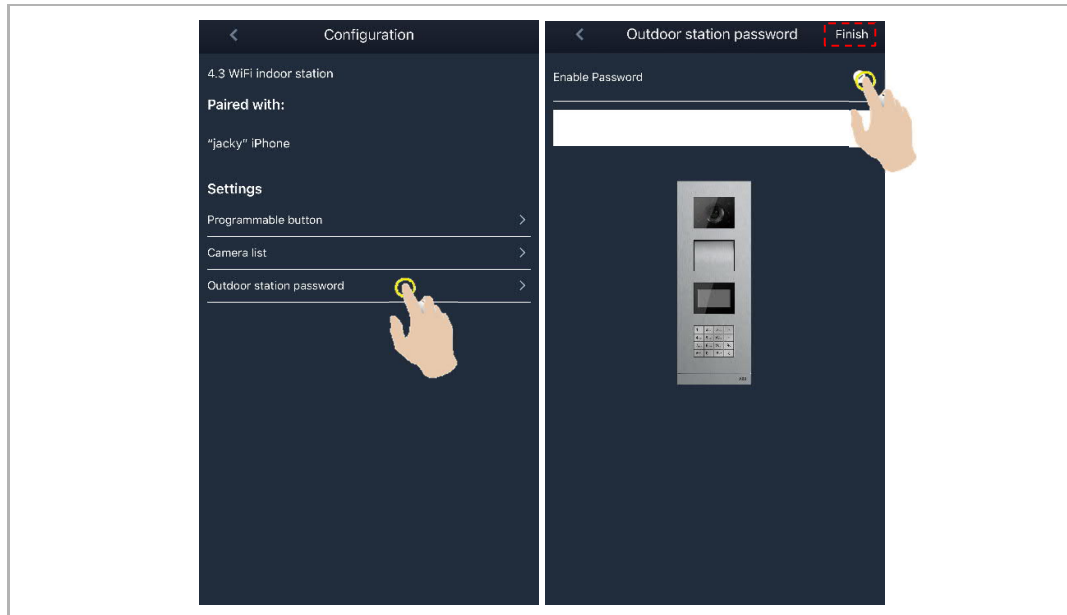 Configuration
4.3 WiFi indoor station
Paired with:
"jacky" iPhone
Settings
Programmable button
Camera list
Outdoor station password
Outdoor station password
Finish
Enable Password